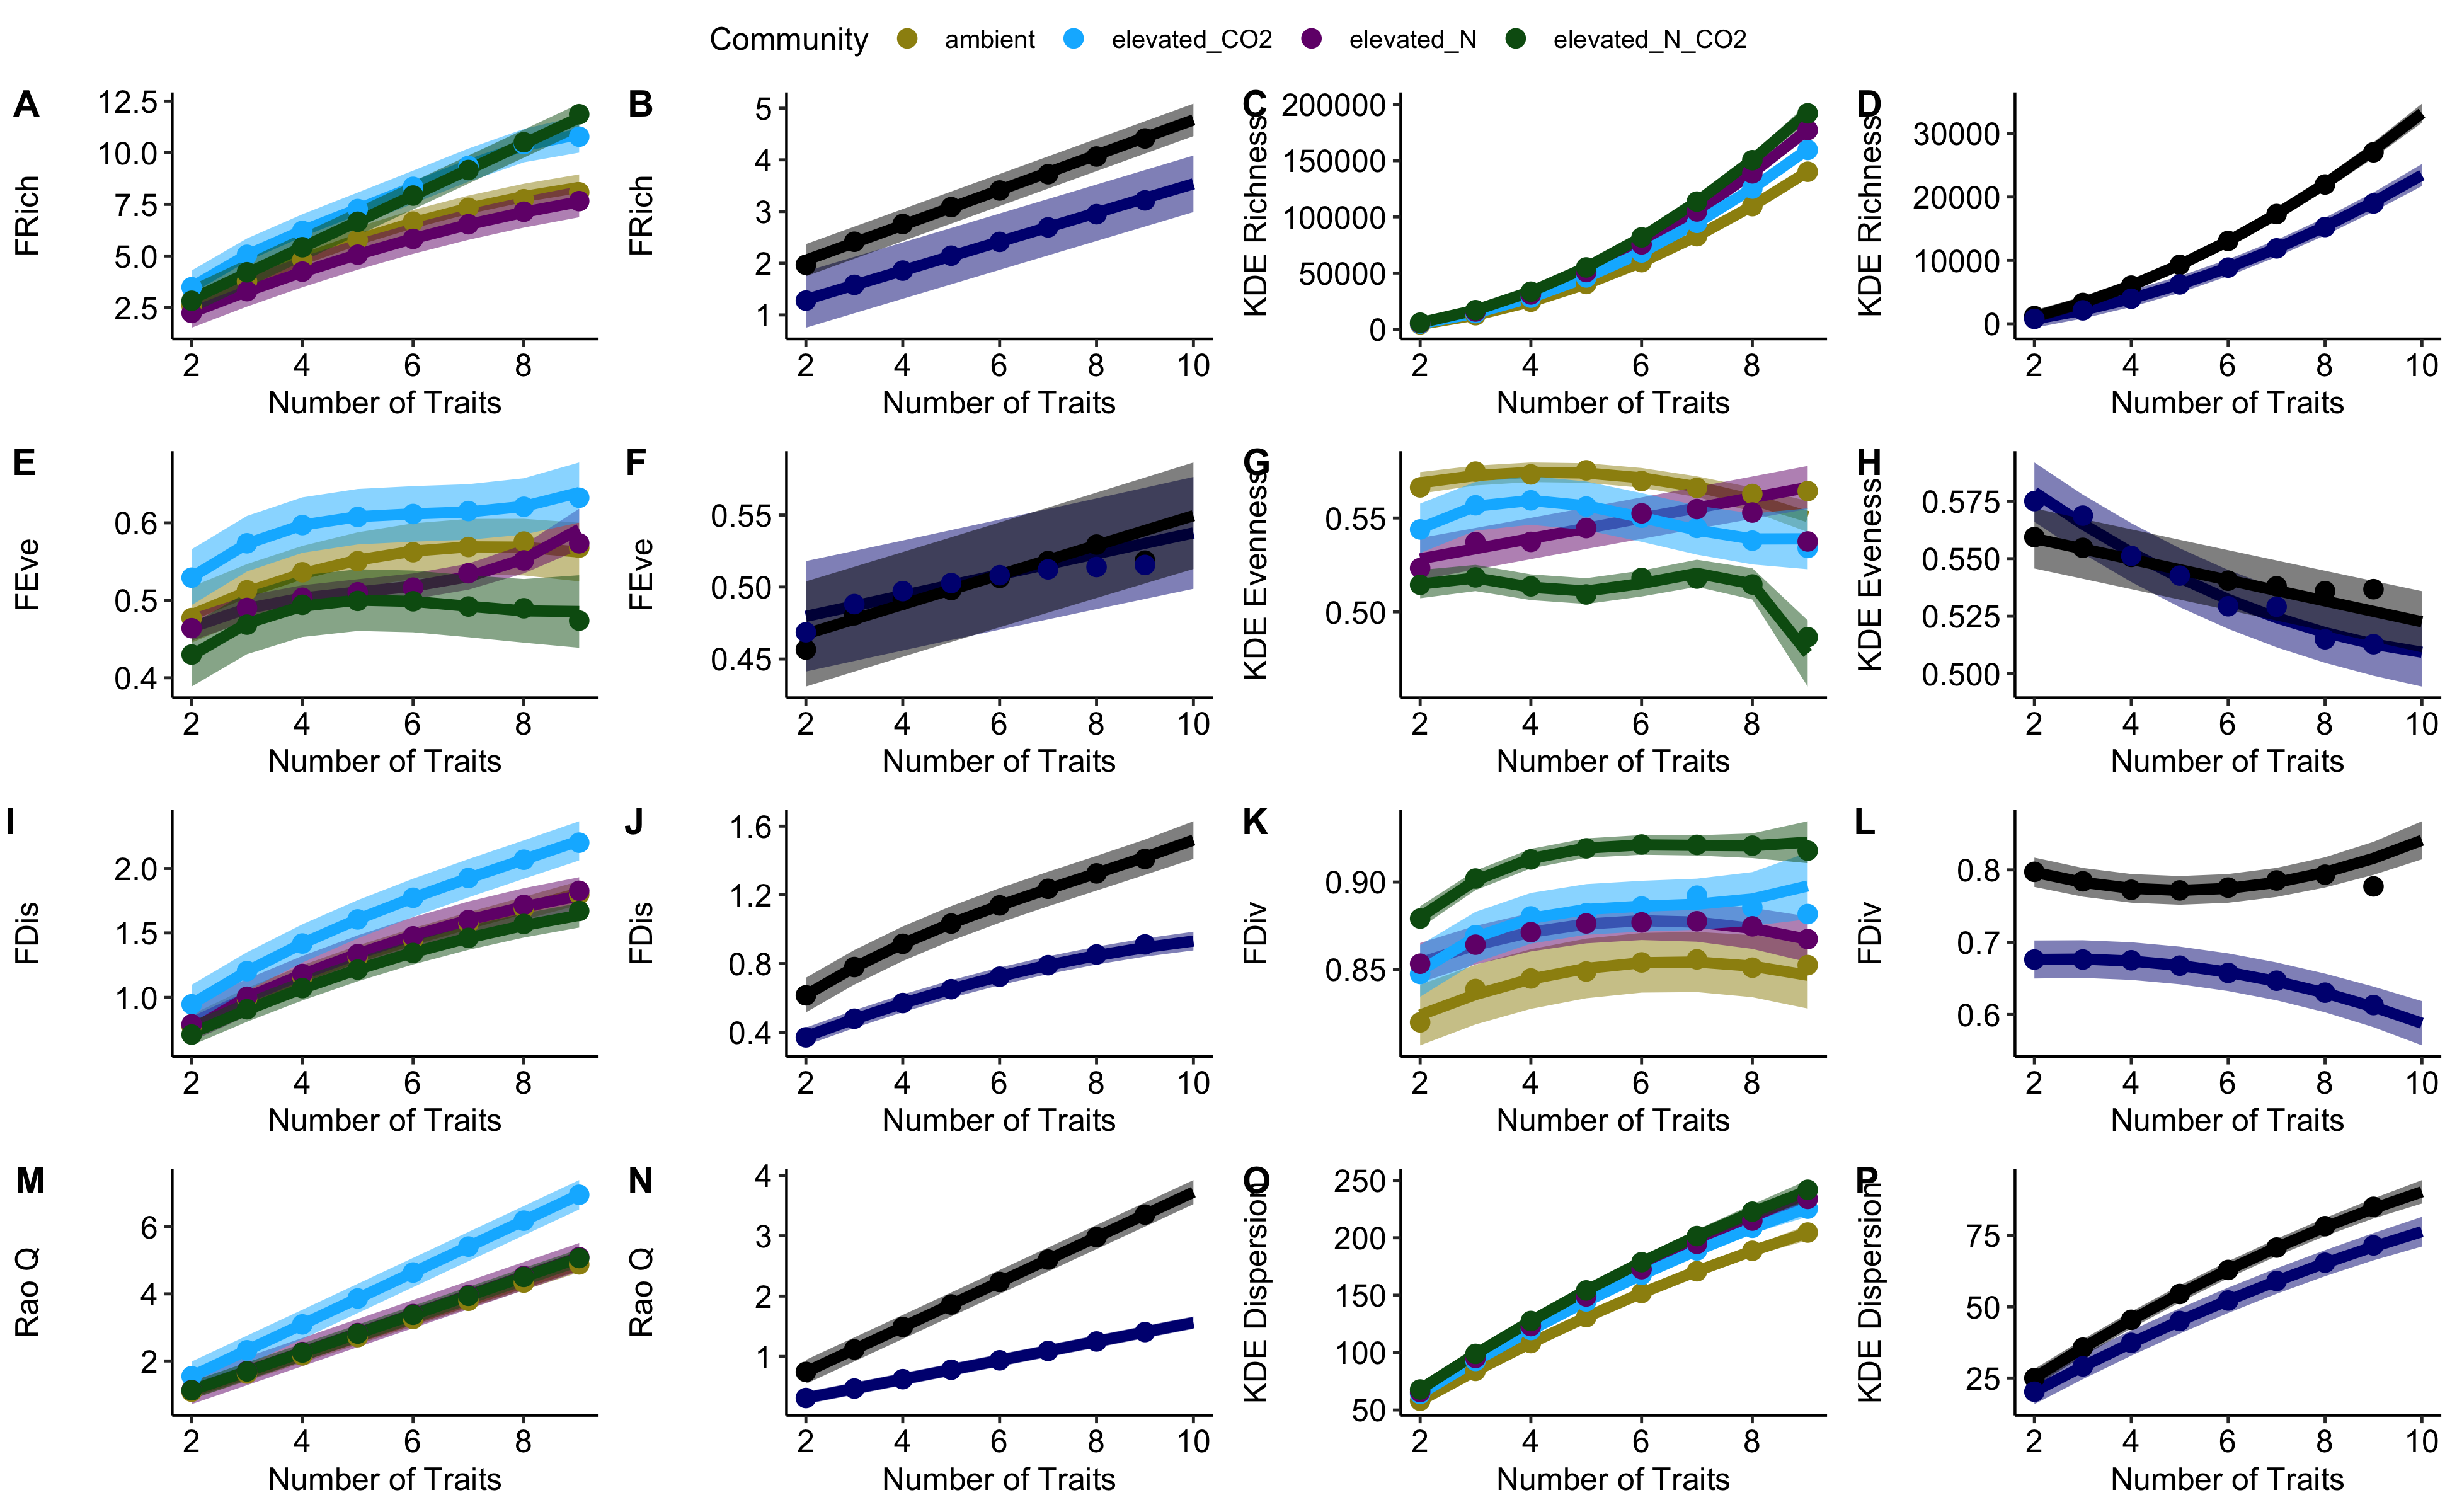 Community ambient elevated_CO2 elevated_N elevated_N_CO2
A
FRich
12.5
10.0
7.5
5.0
2.5
2 4 6 8
Number of Traits
B
FRich
5
4
3
2
1
2 4 6 8 10
Number of Traits
C
KDE Richness
200000
150000
100000
50000
0
2 4 6 8
Number of Traits
D
KDE Richness
30000
20000
10000
0
2 4 6 8 10
Number of Traits
E
FEve
0.6
0.5
0.4
2 4 6 8
Number of Traits
F
FEve
0.55
0.50
0.45
2 4 6 8 10
Number of Traits
G
KDE Evenness
0.55
0.50
2 4 6 8
Number of Traits
H
KDE Eveness
0.575
0.550
0.525
0.500
2 4 6 8 10
Number of Traits
I
FDis
2.0
1.5
1.0
2 4 6 8
Number of Traits
J
FDis
1.6
1.2
0.8
0.4
2 4 6 8 10
Number of Traits
K
FDiv
0.90
0.85
2 4 6 8
Number of Traits
L
FDiv
0.8
0.7
0.6
2 4 6 8 10
Number of Traits
M
Rao Q
6
4
2
2 4 6 8
Number of Traits
N
Rao Q
4
3
2
1
2 4 6 8 10
Number of Traits
O
KDE Dispersion
250
200
150
100
50
2 4 6 8
Number of Traits
P
KDE Dispersion
75
50
25
2 4 6 8 10
Number of Traits